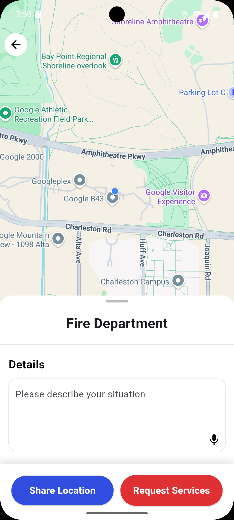 7:59
Shoreline Amphitheatre
Bay Point Regional
Shoreline overlook
Parking Lot C
Google Athletic
Recreation Field Park...
Amphitheatre Pkwy
Google 2000
Googleplex
Google B43
Google Visitor
Experience
Charleston Rd
Charleston Rd
Google Mountain
View - 1098 Alta
Alta Ave
Huff Ave
Joaquin Rd
Charleston Campus
Fire Department
Details
Please describe your situation
Share Location
Request Services